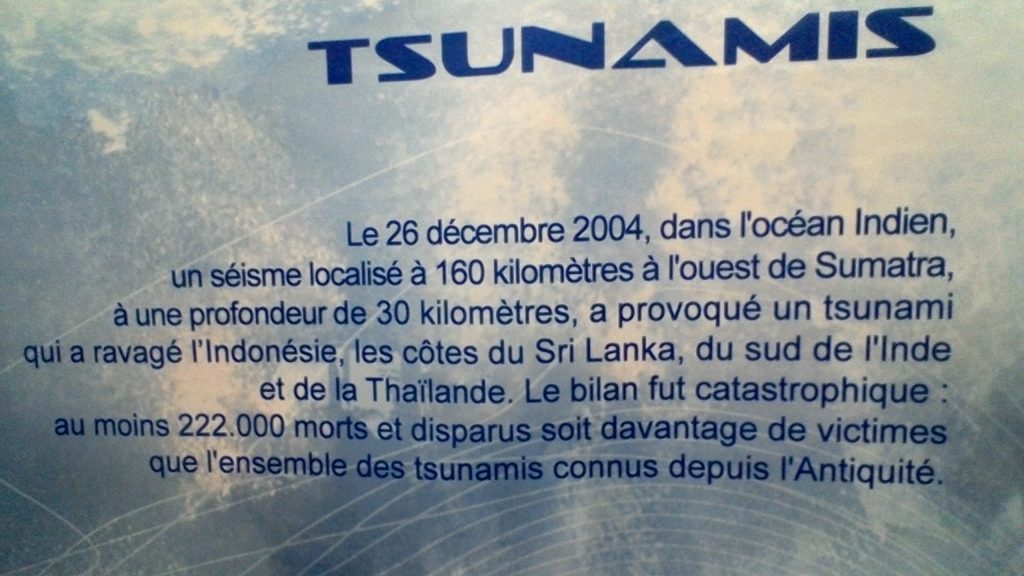 TSUNAMIS
Le 26 décembre 2004, dans l'océan Indien,
un séisme localisé à 160 kilomètres à l'ouest de Sumatra,
à une profondeur de 30 kilomètres, a provoqué un tsunami
qui a ravagé l'Indonésie, les côtes du Sri Lanka, du sud de l'Inde
et de la Thaïlande. Le bilan fut catastrophique :
au moins 222.000 morts et disparus soit davantage de victimes
que l'ensemble des tsunamis connus depuis l'Antiquité.